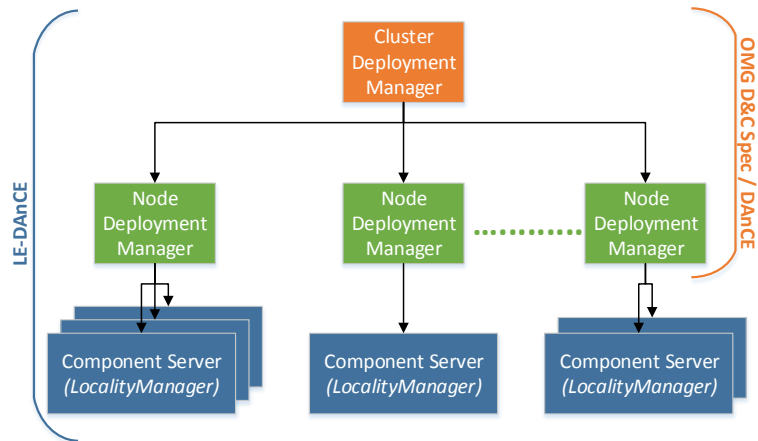 Cluster
Deployment
Manager
OMG D&C Spec / DAnCE
LE-DAnCE
Node
Deployment
Manager
Node
Deployment
Manager
Node
Deployment
Manager
Component Server
(LocalityManager)
Component Server
(LocalityManager)
Component Server
(LocalityManager)